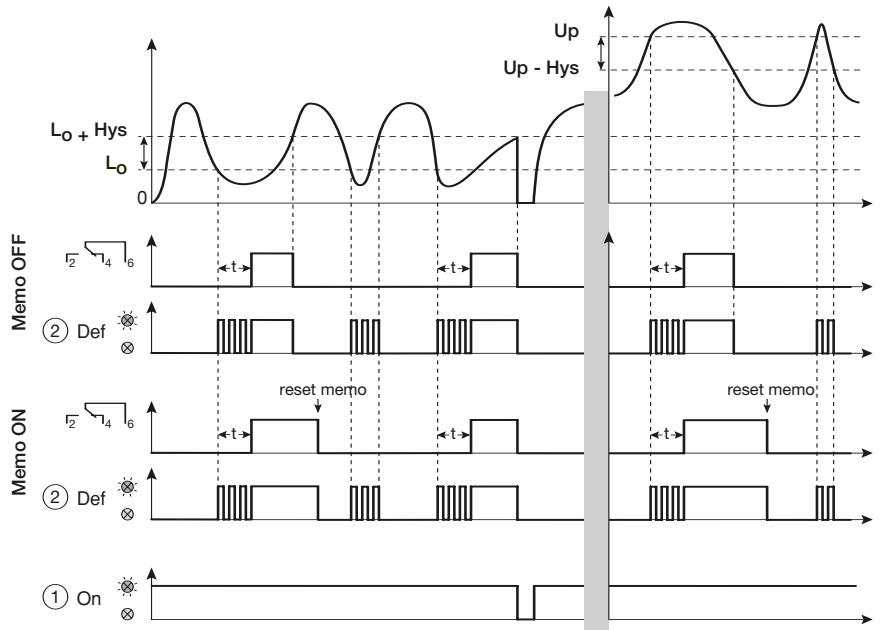 Up
Up - Hys
Lo + Hys
Lo
0
Memo OFF
2 4 6
t t t
2 Def
Memo ON
reset memo reset memo
2 4 6
t t t
2 Def
1 On